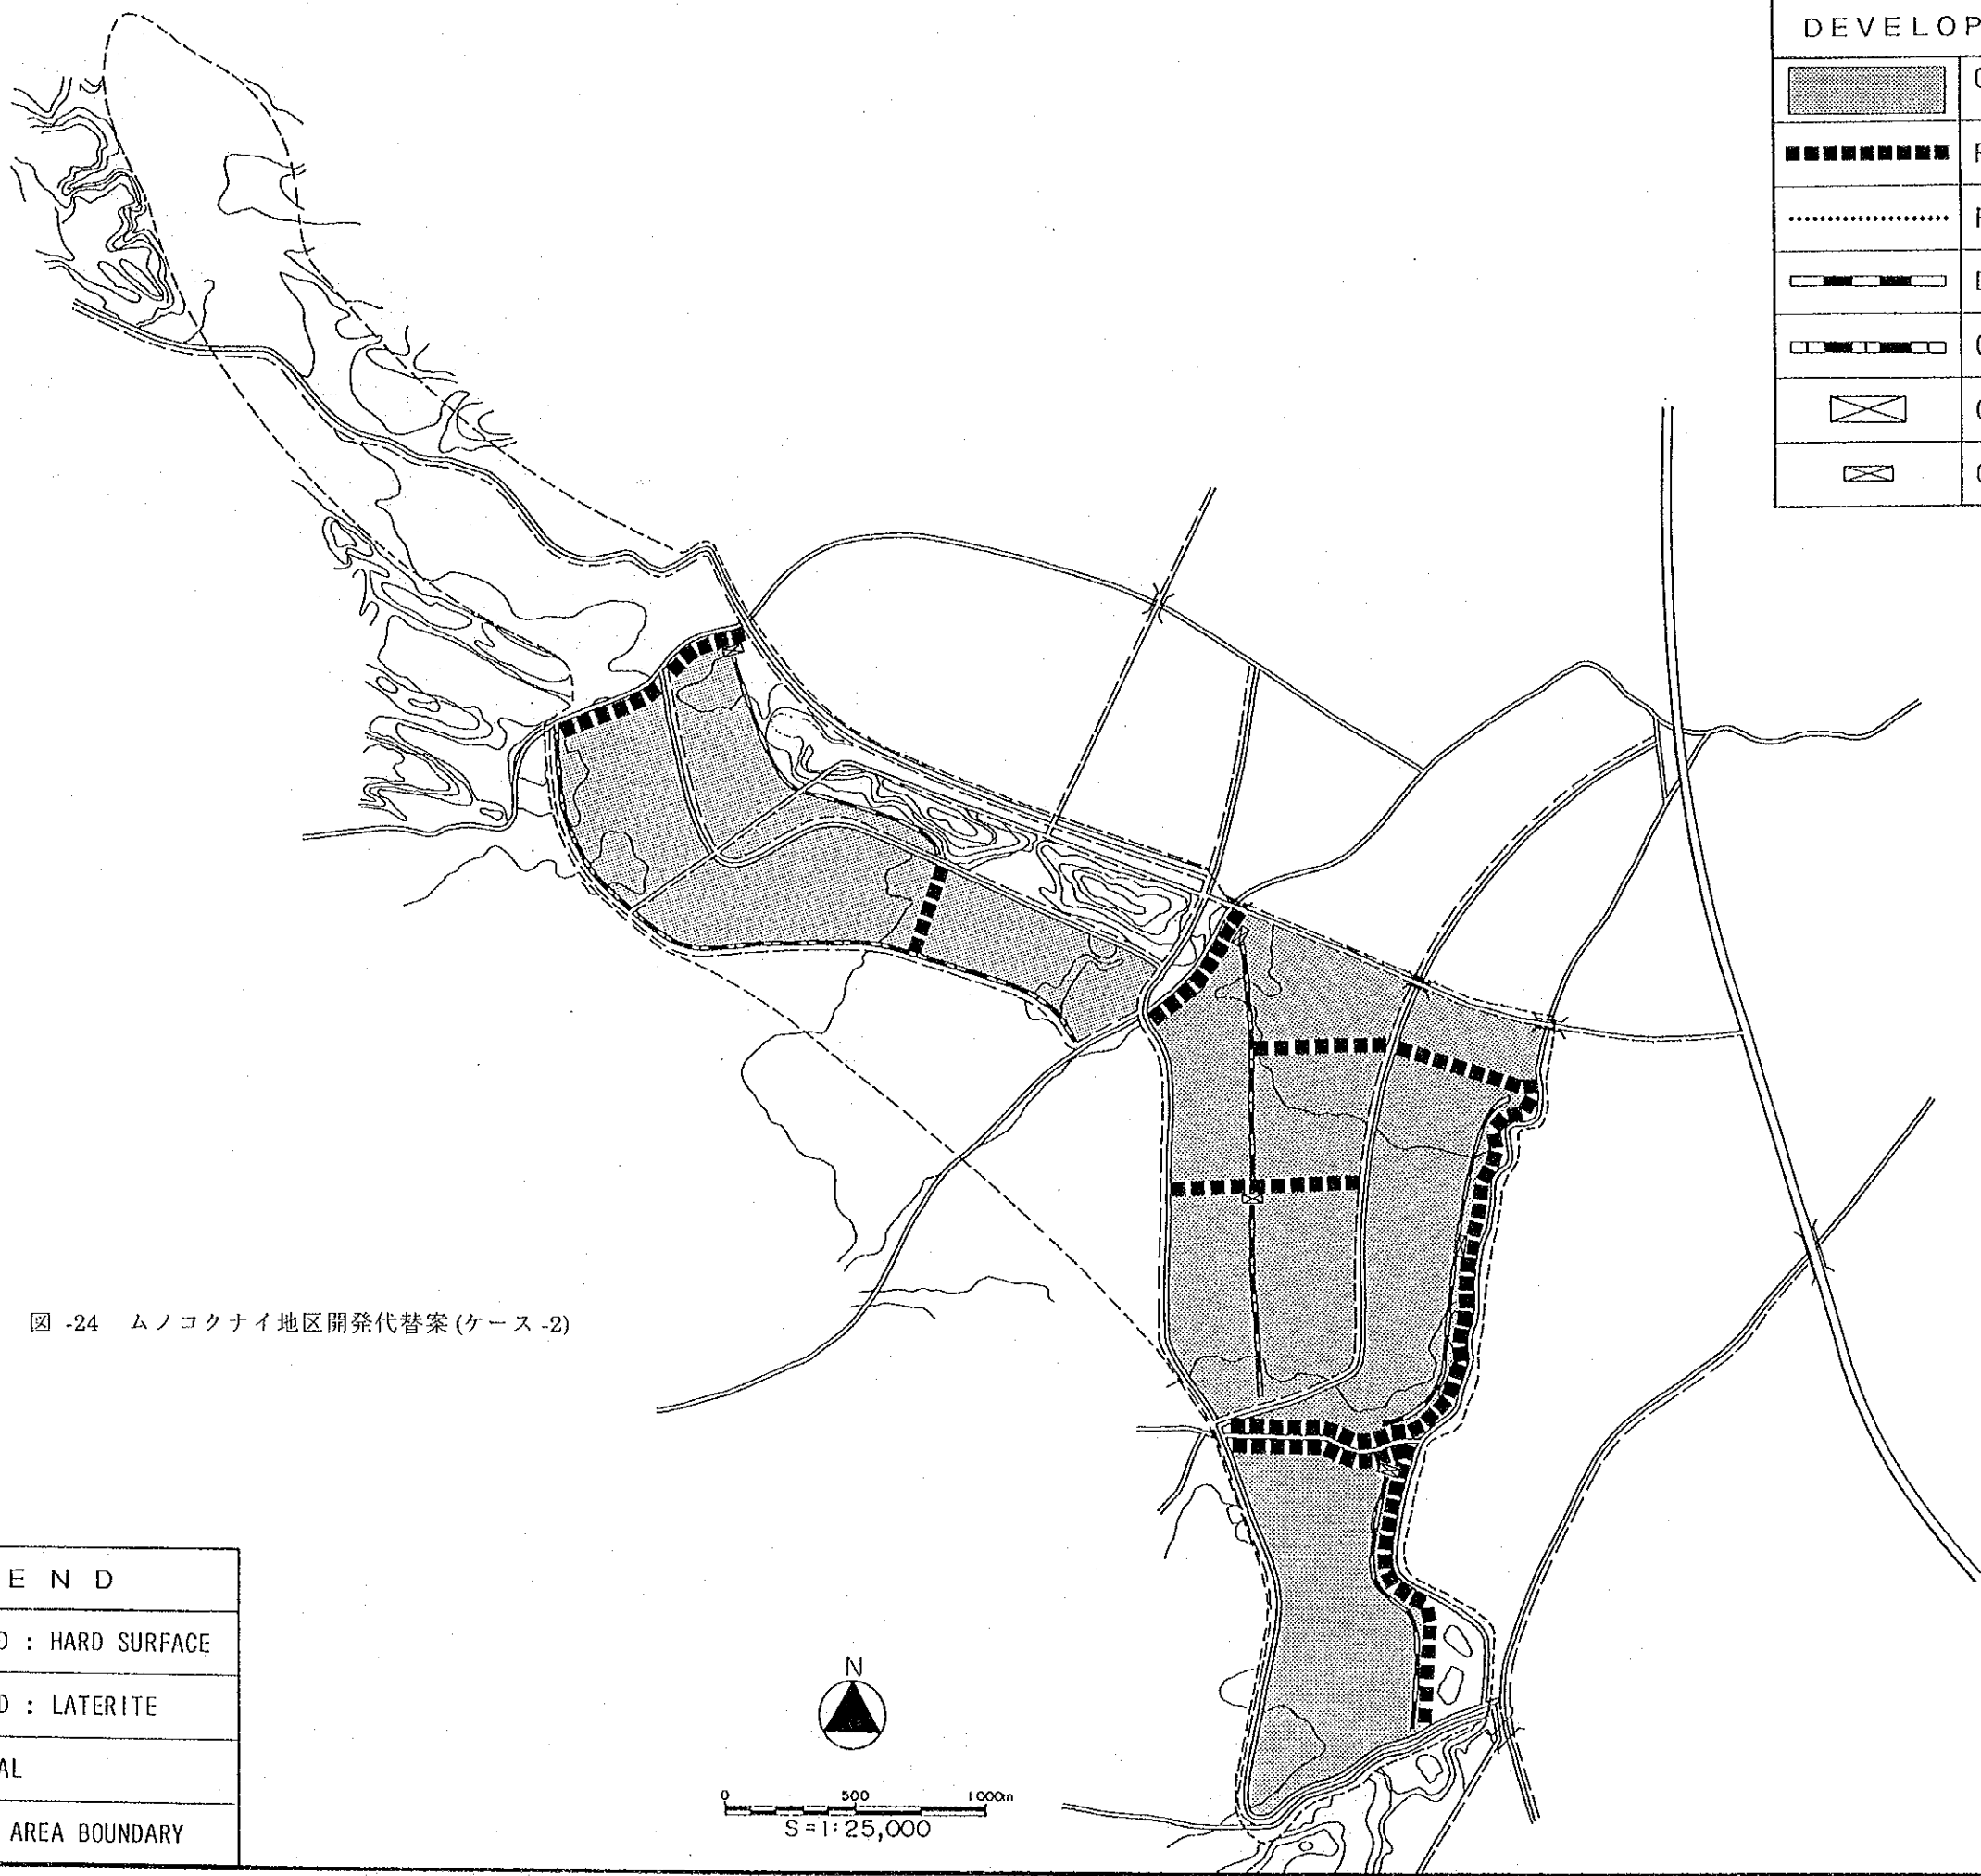 DEVELOP
図 -24 ムノコクナイ地区開発代替案 (ケース -2)
E N D
D : HARD SURFACE
D : LATERITE
AL
AREA BOUNDARY
N
0 500 1000m
S=1:25,000